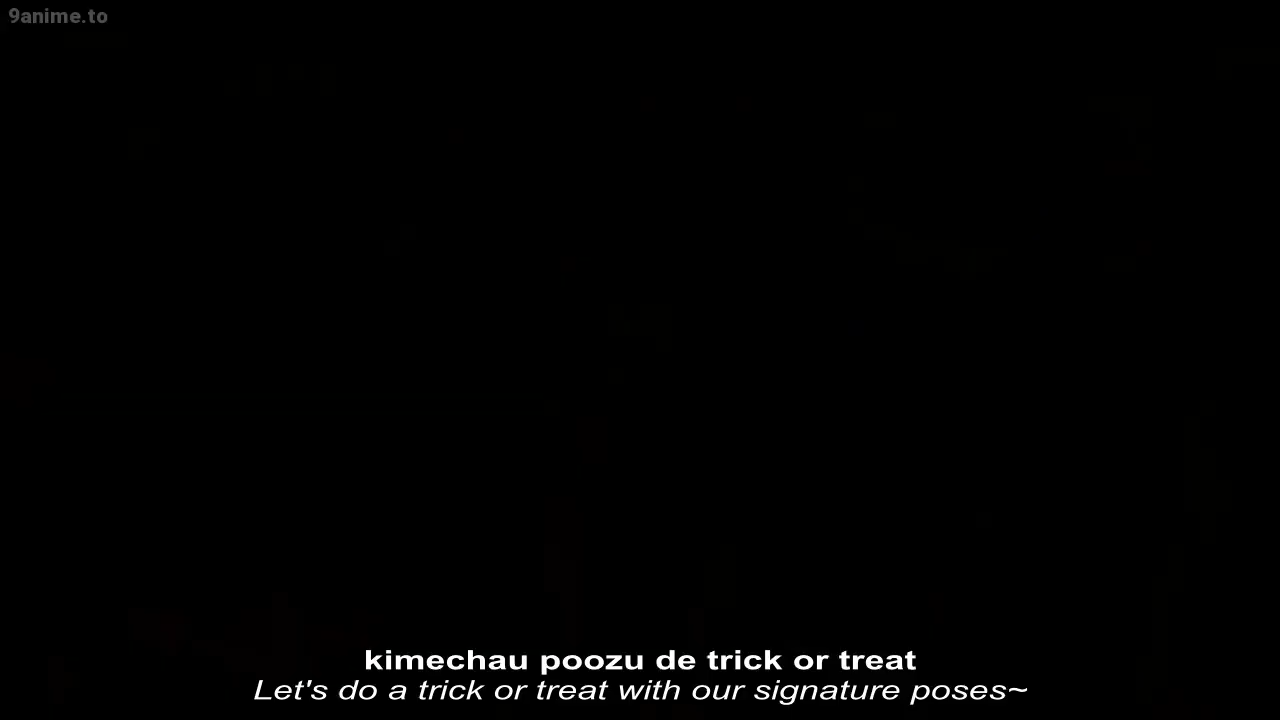 9anime.to
kimechau poozu de trick or treat
Let's do a trick or treat with our signature poses~